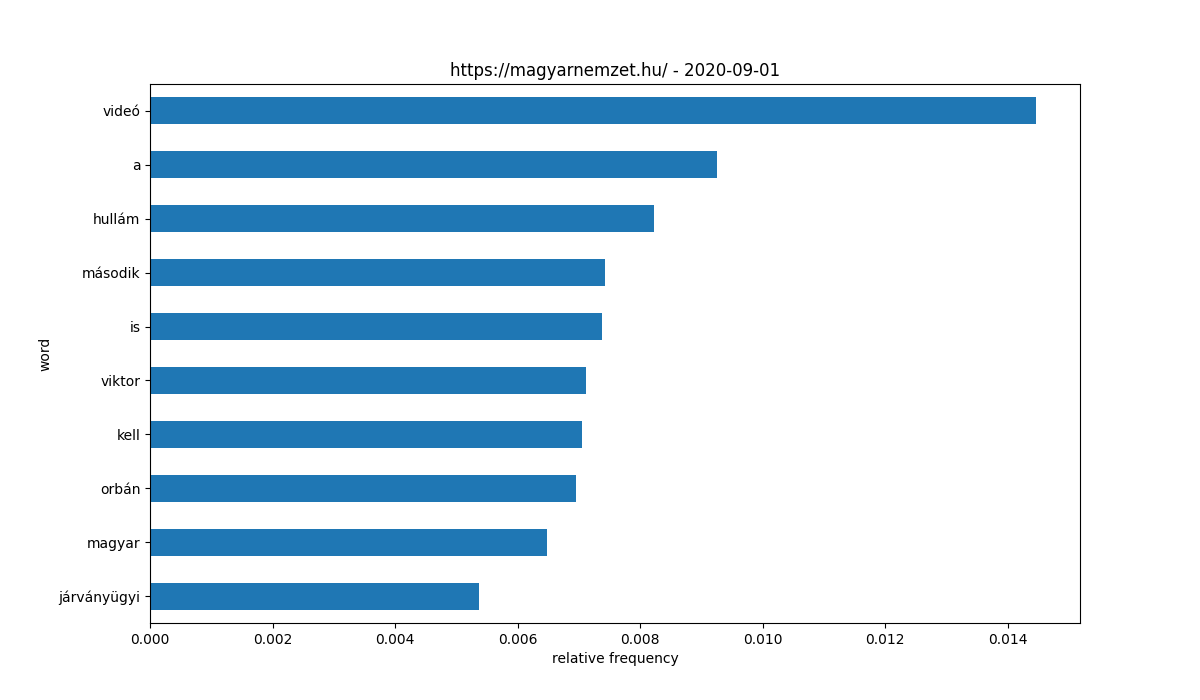 https://magyarnemzet.hu/ - 2020-09-01
videó
a
hullám
második
is
viktor
kell
orbán
magyar
járványügyi
word
0.000 0.002 0.004 0.006 0.008 0.010 0.012 0.014
relative frequency